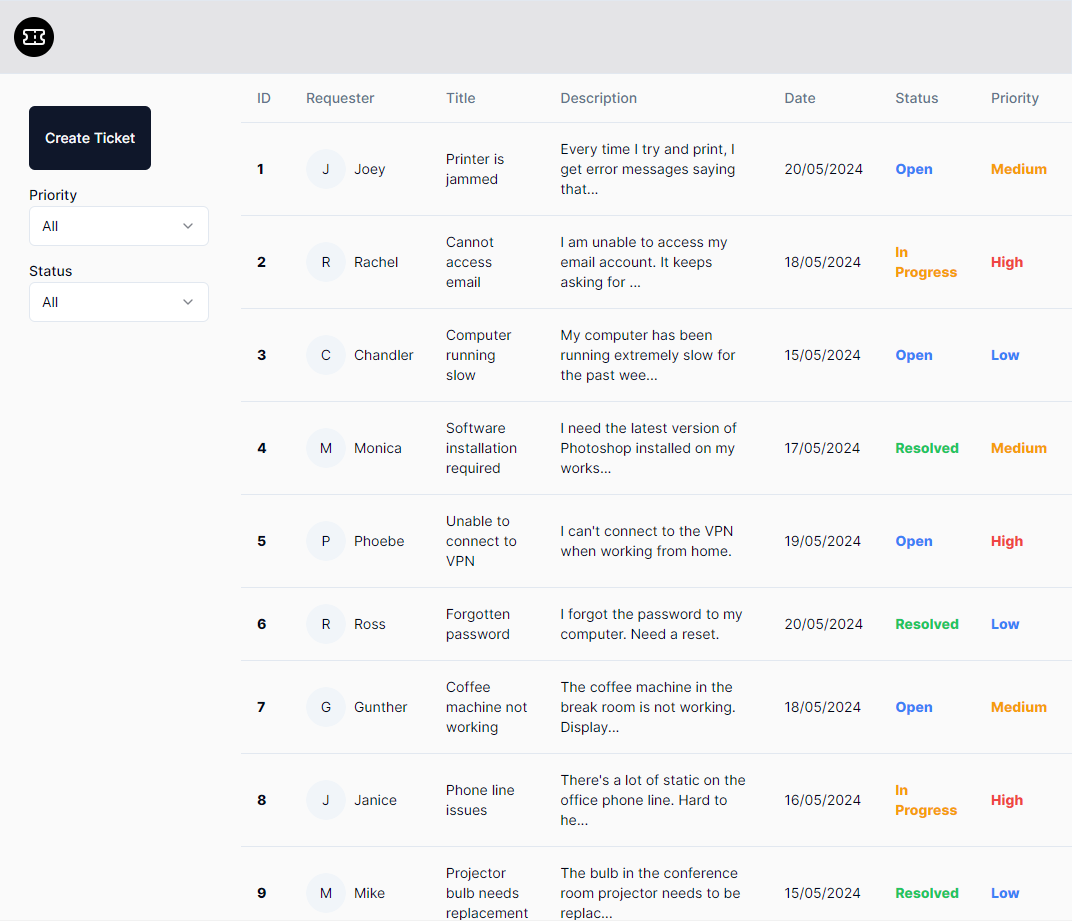 ID Requester Title Description Date Status Priority
Create Ticket
Priority
All
Status
All
1 J Joey Printer is jammed Every time I try and print, I get error messages saying that... 20/05/2024 Open Medium
2 R Rachel Cannot access email I am unable to access my email account. It keeps asking for ... 18/05/2024 In Progress High
3 C Chandler Computer running slow My computer has been running extremely slow for the past wee... 15/05/2024 Open Low
4 M Monica Software installation required I need the latest version of Photoshop installed on my works... 17/05/2024 Resolved Medium
5 P Phoebe Unable to connect to VPN I can't connect to the VPN when working from home. 19/05/2024 Open High
6 R Ross Forgotten password I forgot the password to my computer. Need a reset. 20/05/2024 Resolved Low
7 G Gunther Coffee machine not working The coffee machine in the break room is not working. Display... 18/05/2024 Open Medium
8 J Janice Phone line issues There's a lot of static on the office phone line. Hard to he... 16/05/2024 In Progress High
9 M Mike Projector bulb needs replacement The bulb in the conference room projector needs to be replac... 15/05/2024 Resolved Low